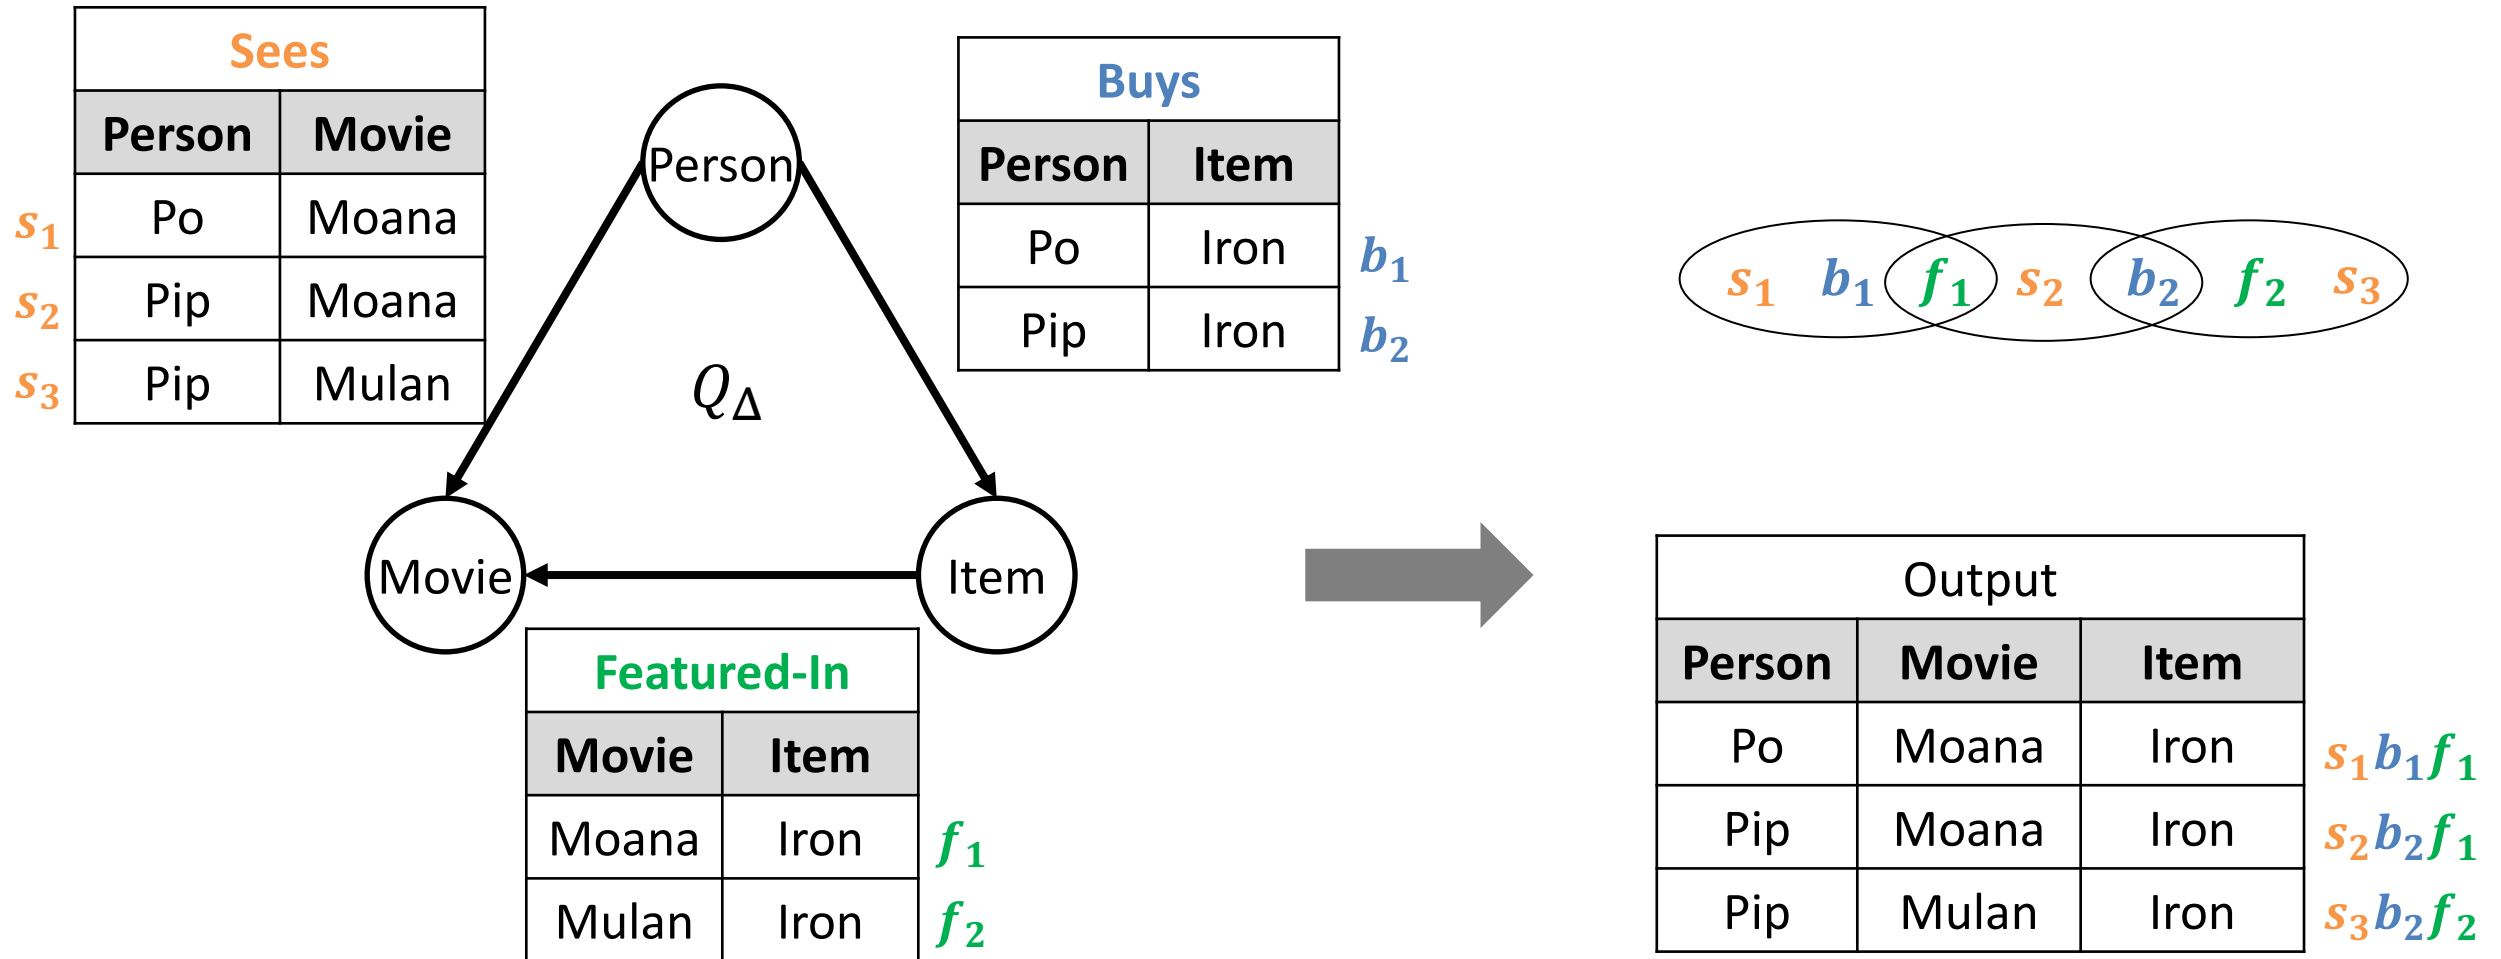 Sees
Person Movie
s1 Po Moana
s2 Pip Moana
s3 Pip Mulan
Person
Movie
Item
Q△
Buys
Person Item
Po Iron b1
Pip Iron b2
Featured-In
Movie Item
Moana Iron f1
Mulan Iron f2
s1 b1 f1 s2 b2 f2 s3
Output
Person Movie Item
Po Moana Iron s1b1f1
Pip Moana Iron s2b2f1
Pip Mulan Iron s3b2f2